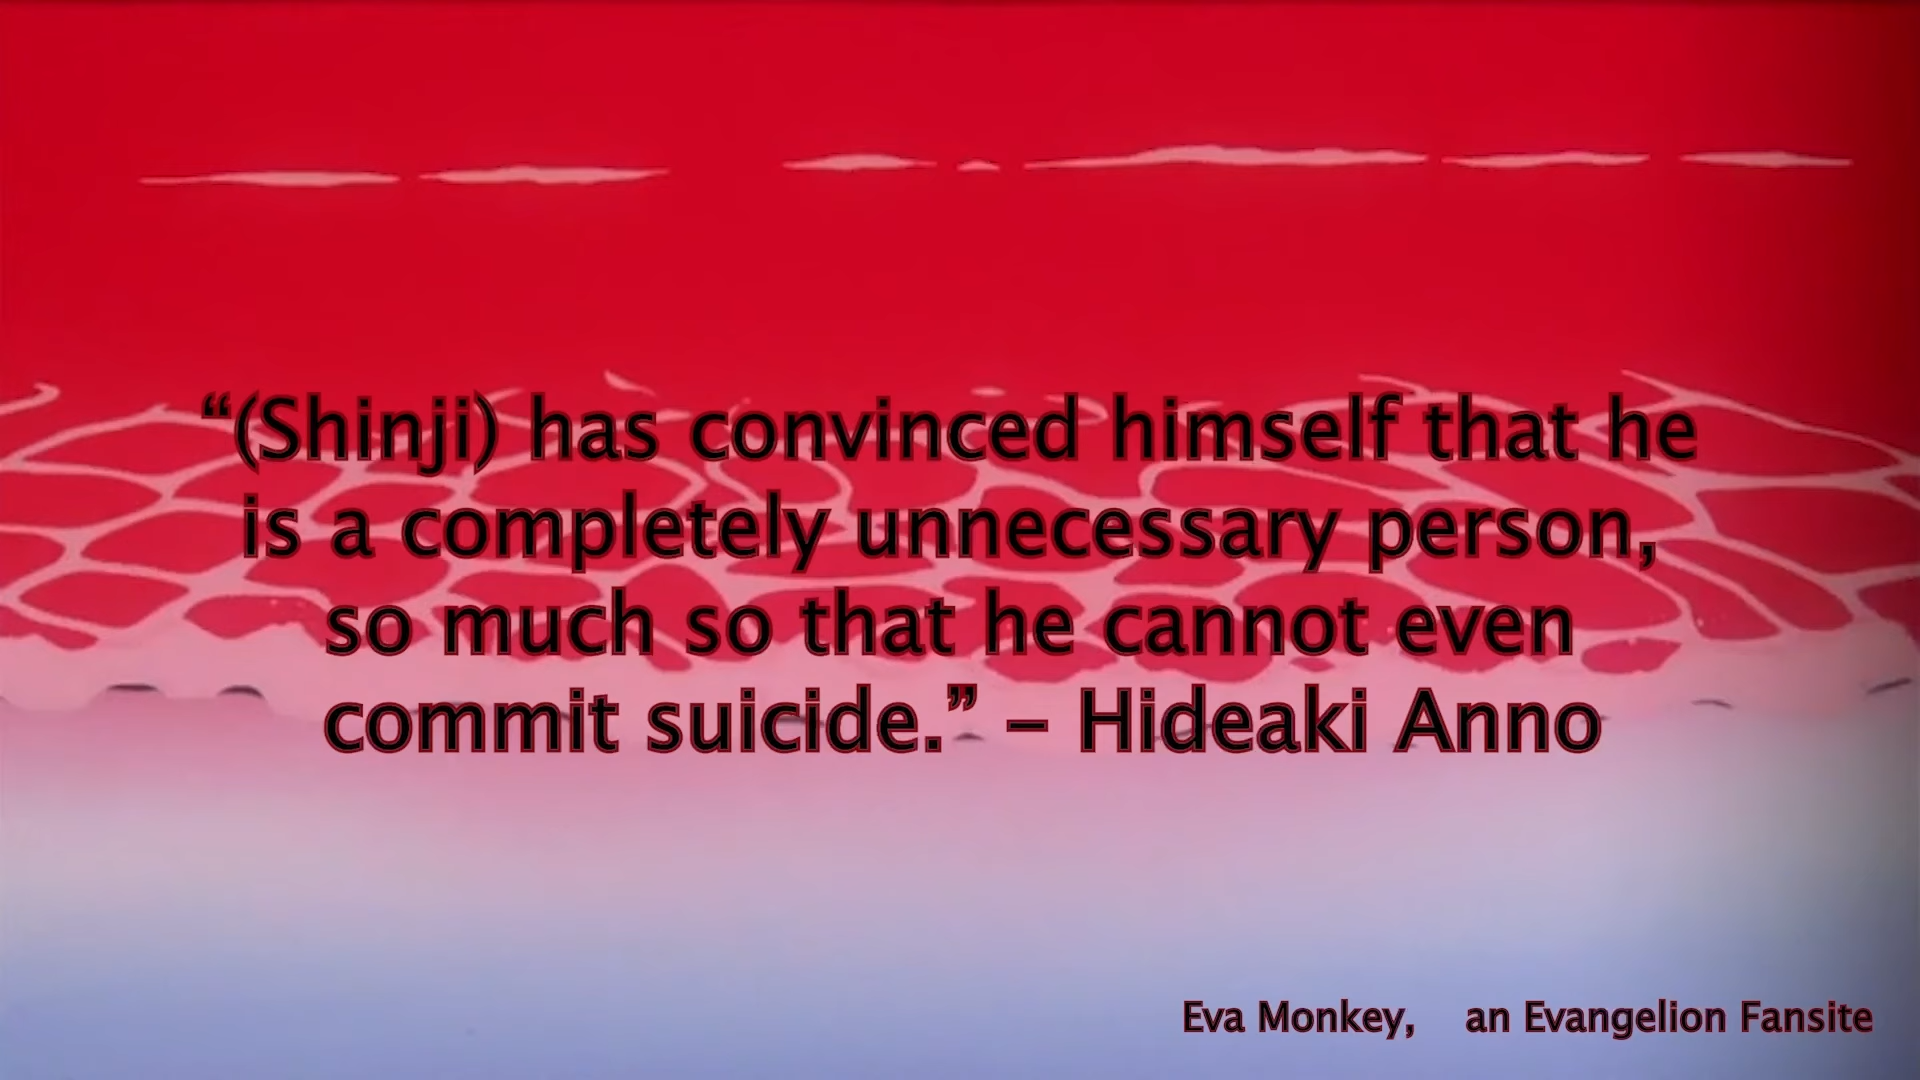 “(Shinji) has convinced himself that he
is a completely unnecessary person,
so much so that he cannot even
commit suicide.” – Hideaki Anno
Eva Monkey, an Evangelion Fansite